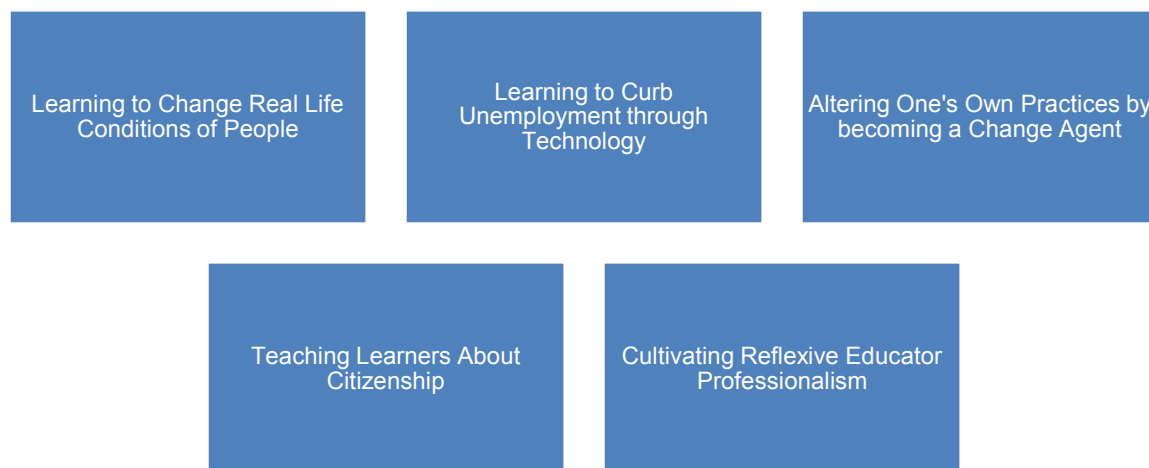 Learning to Change Real Life
Conditions of People
Learning to Curb
Unemployment through
Technology
Altering One's Own Practices by
becoming a Change Agent
Teaching Learners About
Citizenship
Cultivating Reflexive Educator
Professionalism